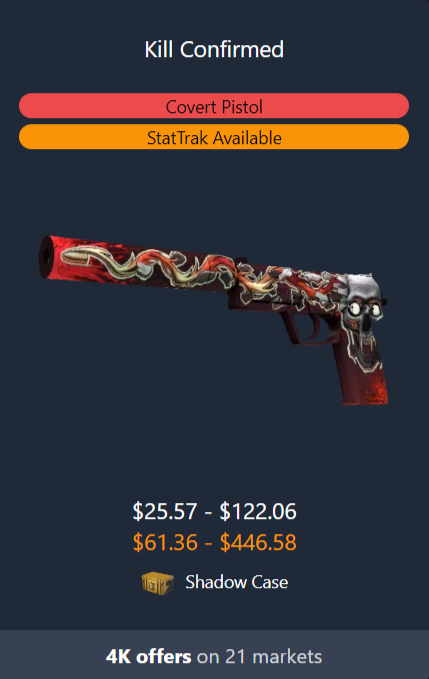 Kill Confirmed
Covert Pistol
StatTrak Available
$25.57 - $122.06
$61.36 - $446.58
Shadow Case
4K offers on 21 markets